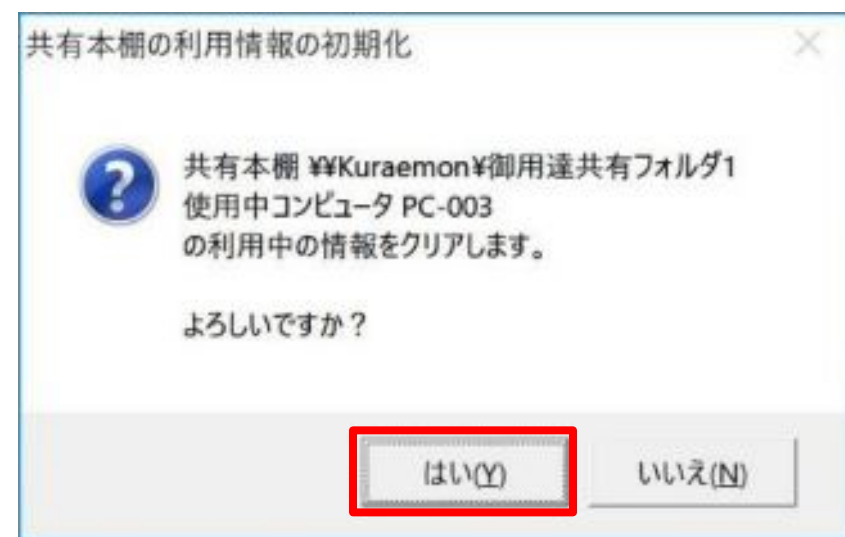 共有本棚の利用情報の初期化
共有本棚 ¥¥Kuraemon¥御用達共有フォルダ1
使用中コンピュータ PC-003
の利用中の情報をクリアします。
よろしいですか？
はい(Y)
いいえ(N)